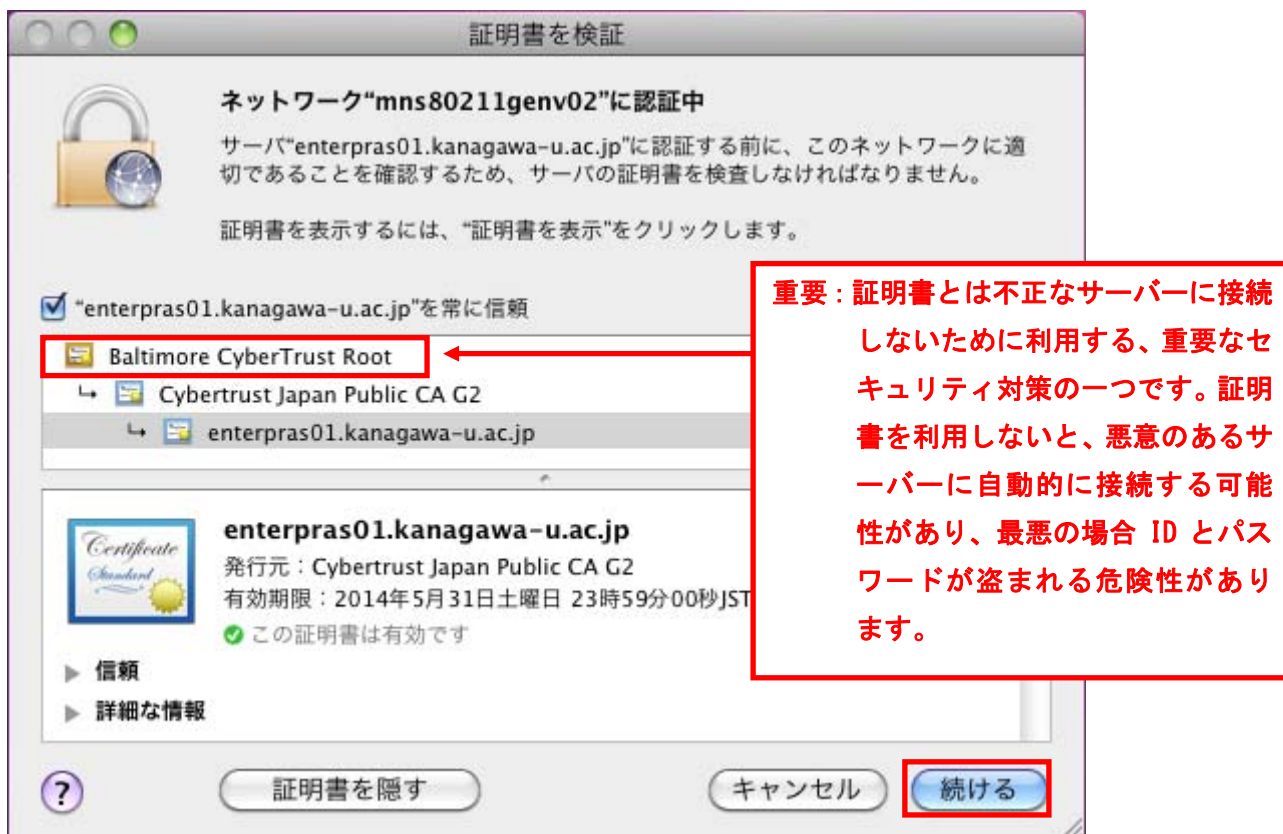 証明書を検証
ネットワーク“mns80211genv02”に認証中
サーバ“enterpras01.kanagawa-u.ac.jp”に認証する前に、このネットワークに適
切であることを確認するため、サーバの証明書を検査しなければなりません。
証明書を表示するには、“証明書を表示”をクリックします。
“enterpras01.kanagawa-u.ac.jp”を常に信頼
Baltimore CyberTrust Root
Cybertrust Japan Public CA G2
enterpras01.kanagawa-u.ac.jp
重要：証明書とは不正なサーバーに接続
しないために利用する、重要なセ
キュリティ対策の一つです。証明
書を利用しないと、悪意のあるサ
ーバーに自動的に接続する可能
性があり、最悪の場合 ID とパス
ワードが盗まれる危険性があり
ます。
Certificate
Standard
enterpras01.kanagawa-u.ac.jp
発行元：Cybertrust Japan Public CA G2
有効期限：2014年5月31日土曜日 23時59分00秒JST
この証明書は有効です
信頼
詳細な情報
?
証明書を隠す
キャンセル
続ける